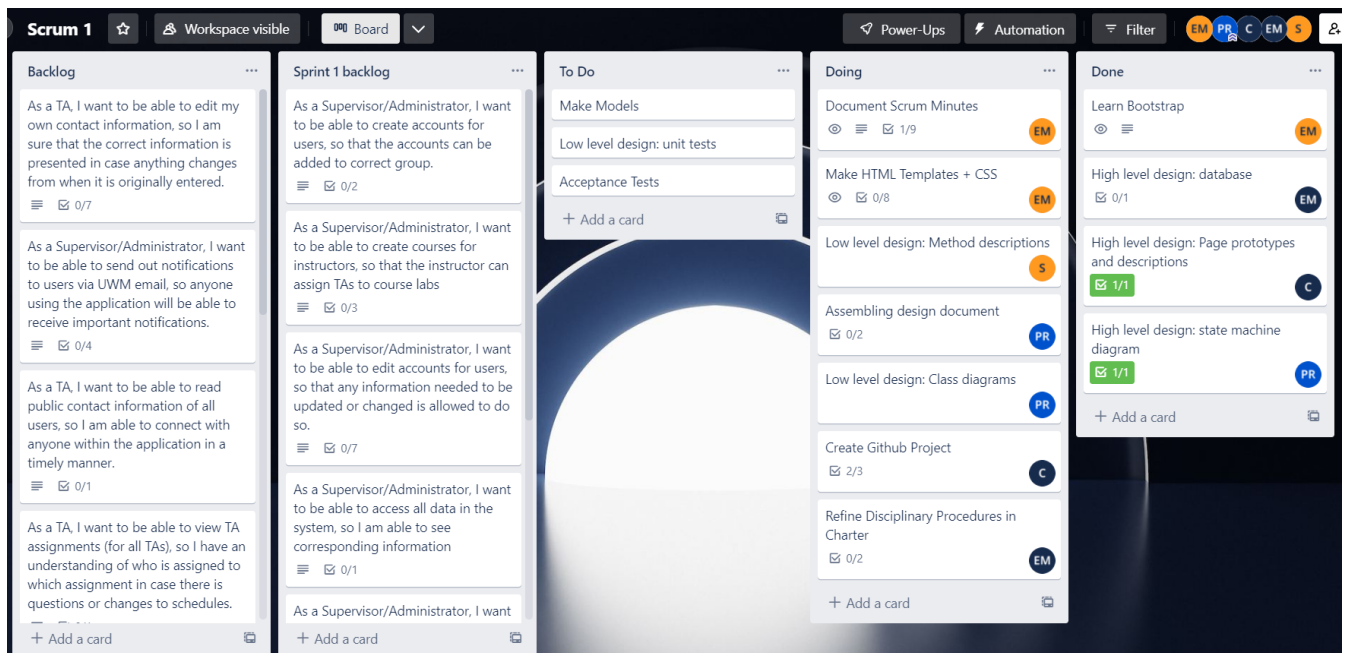 Scrum 1
Workspace visible
Board
Power-Ups
Automation
Filter
EM
PR
C
EM
S
Backlog
As a TA, I want to be able to edit my
own contact information, so I am
sure that the correct information is
presented in case anything changes
from when it is originally entered.
0/7
As a Supervisor/Administrator, I want
to be able to send out notifications
to users via UWM email, so anyone
using the application will be able to
receive important notifications.
0/4
As a TA, I want to be able to read
public contact information of all
users, so I am able to connect with
anyone within the application in a
timely manner.
0/1
As a TA, I want to be able to view TA
assignments (for all TAs), so I have an
understanding of who is assigned to
which assignment in case there is
questions or changes to schedules.
+ Add a card
Sprint 1 backlog
As a Supervisor/Administrator, I want
to be able to create accounts for
users, so that the accounts can be
added to correct group.
0/2
As a Supervisor/Administrator, I want
to be able to create courses for
instructors, so that the instructor can
assign TAs to course labs
0/3
As a Supervisor/Administrator, I want
to be able to edit accounts for users,
so that any information needed to be
updated or changed is allowed to do
so.
0/7
As a Supervisor/Administrator, I want
to be able to access all data in the
system, so I am able to see
corresponding information
0/1
As a Supervisor/Administrator, I want
+ Add a card
To Do
Make Models
Low level design: unit tests
Acceptance Tests
+ Add a card
Doing
Document Scrum Minutes
1/9
EM
Make HTML Templates + CSS
0/8
EM
Low level design: Method descriptions
S
Assembling design document
0/2
PR
Low level design: Class diagrams
PR
Create Github Project
2/3
C
Refine Disciplinary Procedures in
Charter
0/2
EM
+ Add a card
Done
Learn Bootstrap
EM
High level design: database
0/1
EM
High level design: Page prototypes
and descriptions
1/1
C
High level design: state machine
diagram
1/1
PR
+ Add a card